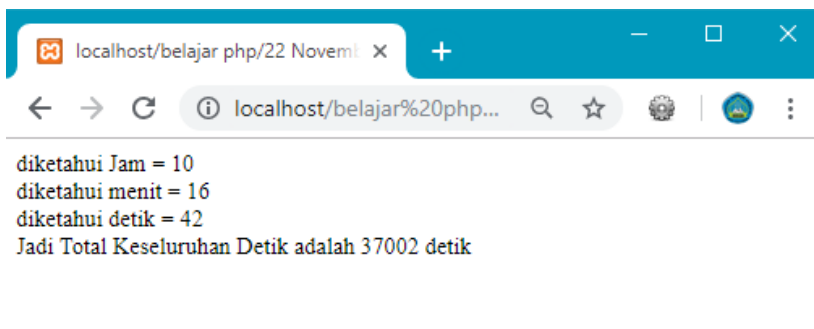 localhost/belajar php/22 Novem
localhost/belajar%20php...
diketahui Jam = 10
diketahui menit = 16
diketahui detik = 42
Jadi Total Keseluruhan Detik adalah 37002 detik